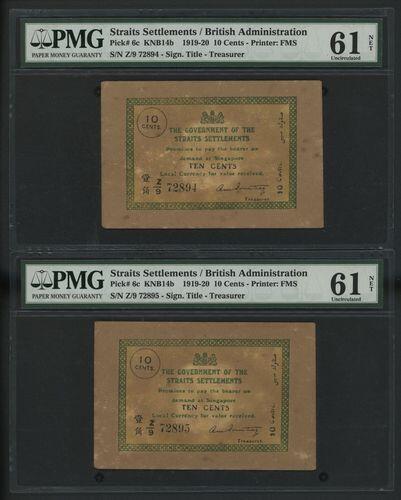 PMG
PAPER MONEY GUARANTY
Straits Settlements / British Administration
Pick# 6c KNB14b 1919-20 10 Cents - Printer: FMS
S/N Z/9 72894 - Sign. Title - Treasurer
61 NET
Uncirculated
10
CENTS.
THE GOVERNMENT OF THE
STRAITS SETTLEMENTS
Promises to pay the bearer on
demand at Singapore
TEN CENTS
Local Currency for value received.
壹角
Z/9 72894
Treasurer.
10 Cents.
PMG
PAPER MONEY GUARANTY
Straits Settlements / British Administration
Pick# 6c KNB14b 1919-20 10 Cents - Printer: FMS
S/N Z/9 72895 - Sign. Title - Treasurer
61 NET
Uncirculated
10
CENTS.
THE GOVERNMENT OF THE
STRAITS SETTLEMENTS
Promises to pay the bearer on
demand at Singapore
TEN CENTS
Local Currency for value received.
壹角
Z/9 72895
Treasurer.
10 Cents.